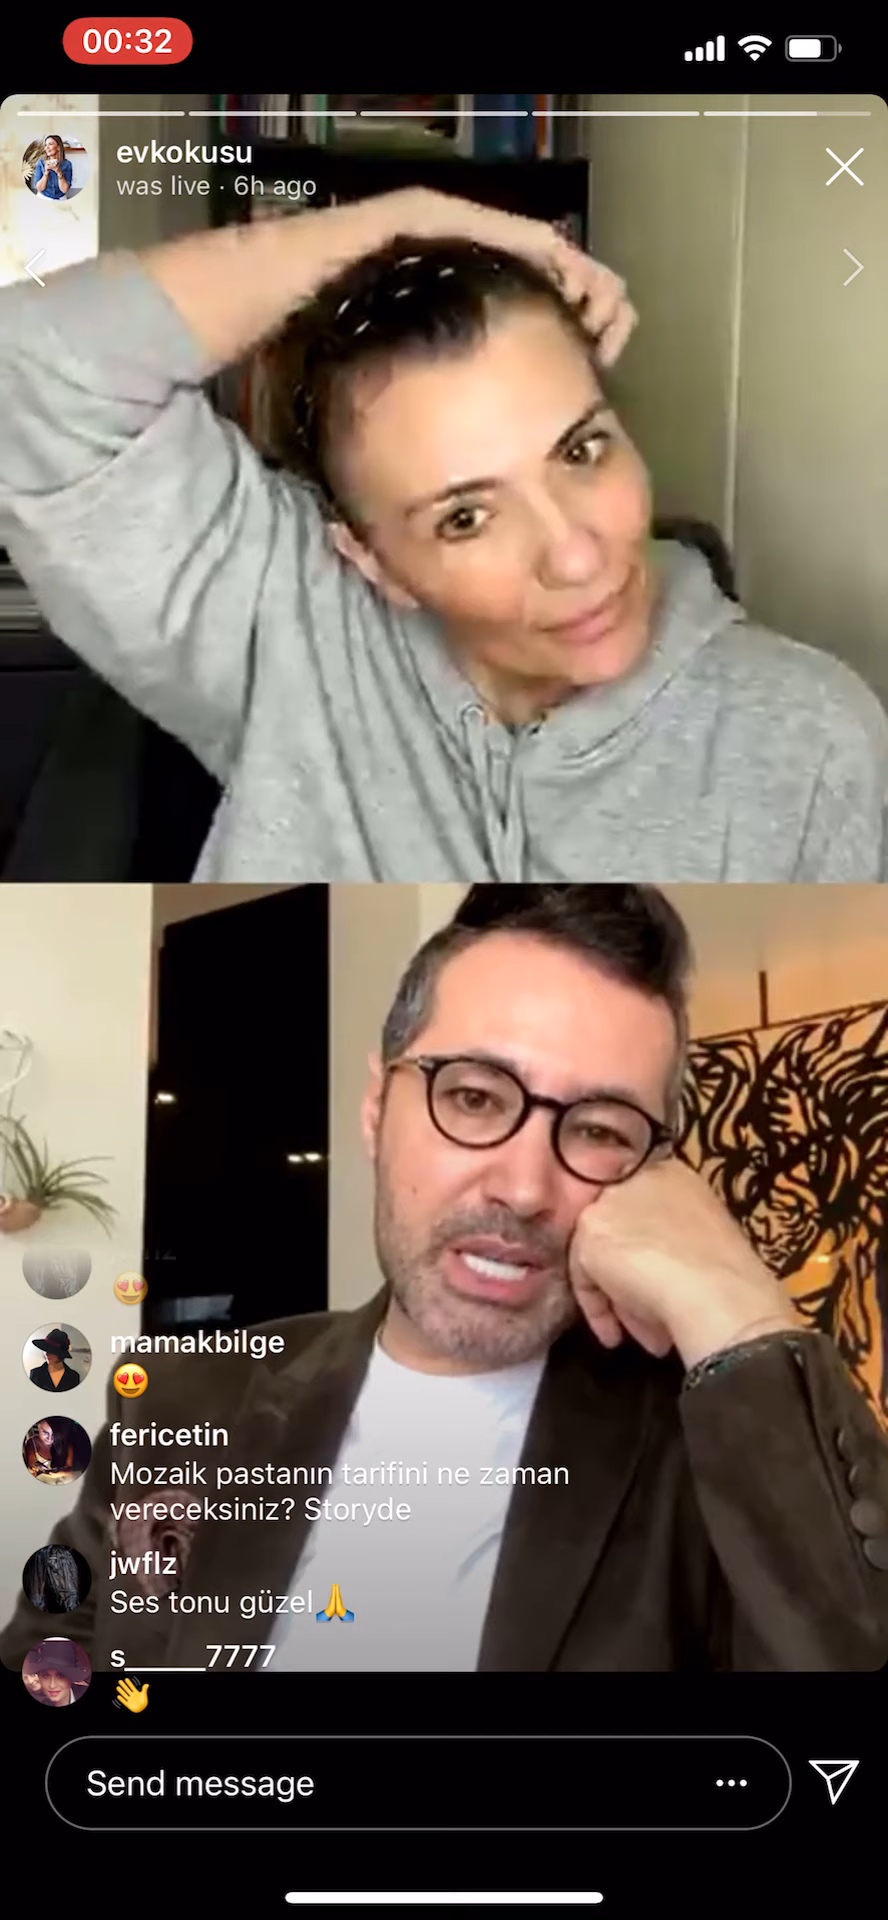 00:32
evkokusu
was live · 6h ago
😍
mamakbilge
😍
fericetin
Mozaik pastanın tarifini ne zaman
vereceksiniz? Storyde
jwflz
Ses tonu güzel🙏
s_____7777
👋
Send message